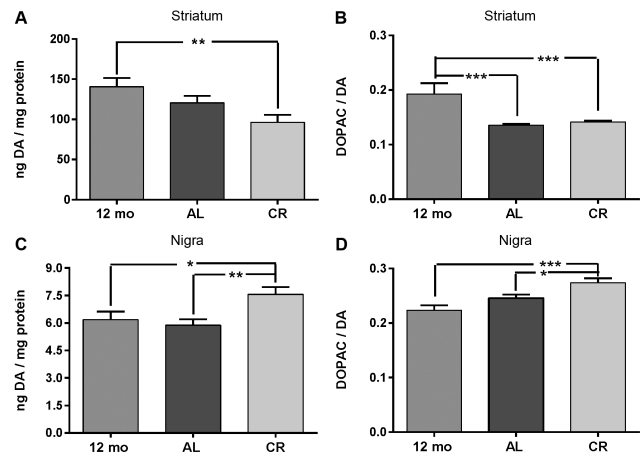 A Striatum
ng DA / mg protein
200
150
100
50
0
**
12 mo AL CR
B Striatum
DOPAC / DA
0.3
0.2
0.1
0.0
***
***
12 mo AL CR
C Nigra
ng DA / mg protein
9.0
7.5
6.0
4.5
3.0
1.5
0.0
*
**
12 mo AL CR
D Nigra
DOPAC / DA
0.3
0.2
0.1
0.0
***
*
12 mo AL CR